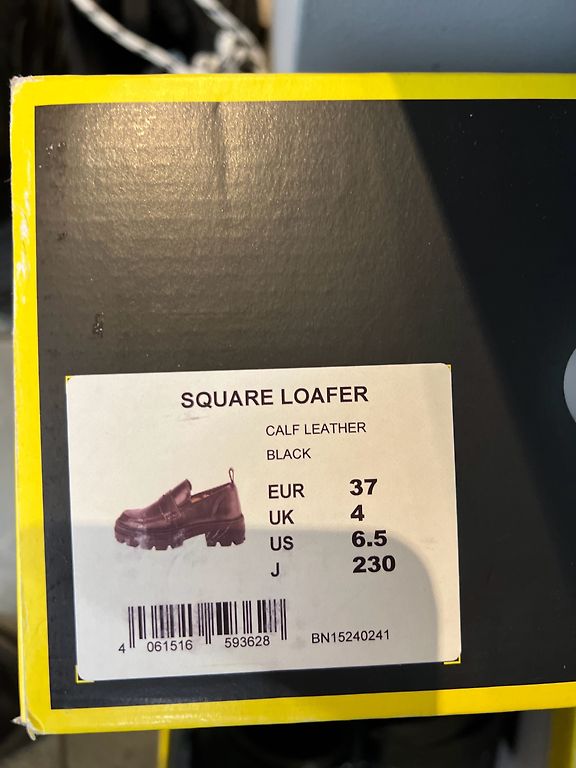 SQUARE LOAFER
CALF LEATHER
BLACK
EUR 37
UK 4
US 6.5
J 230
4 061516 593628 BN15240241